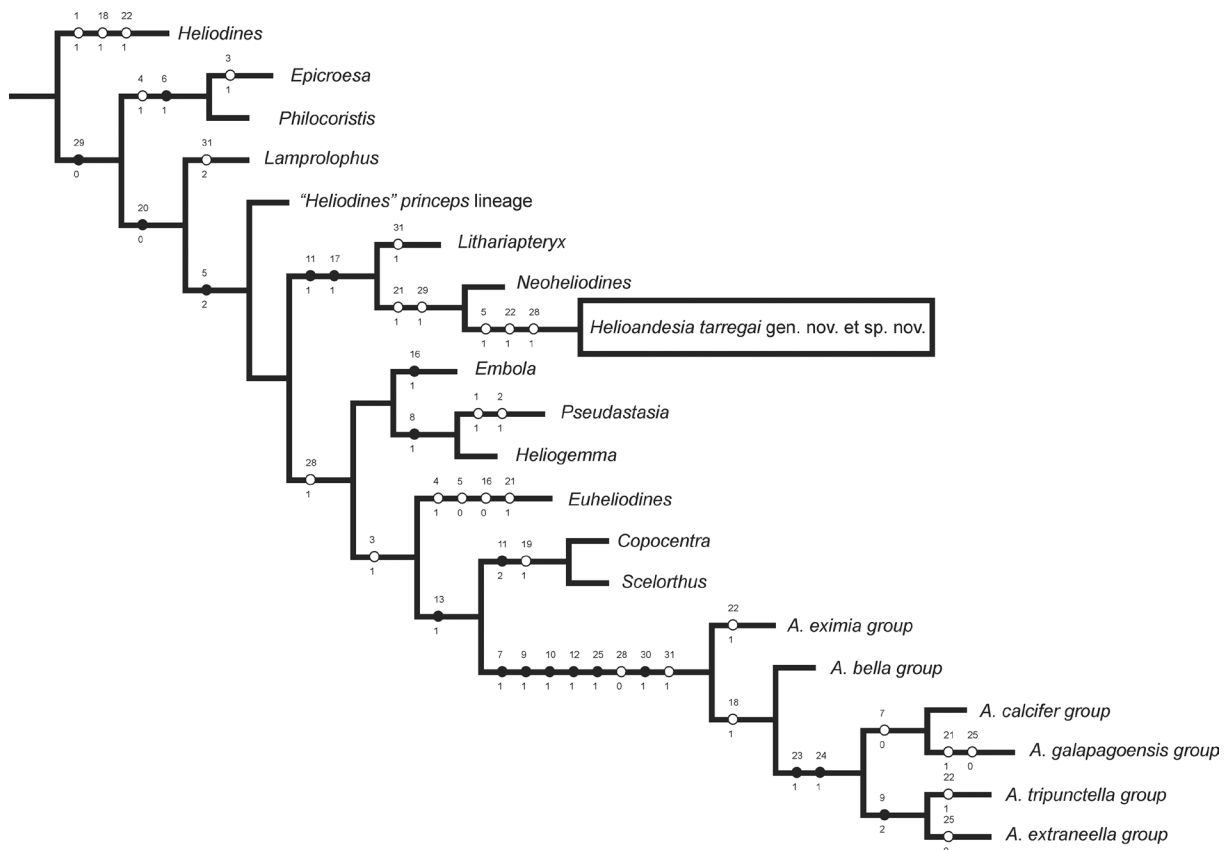 1 18 22
Heliodines
1 1 1
3
Epicroesa
4 6
1
1 1
Philocoristis
29
31
Lamprolophus
0
2
"Heliodines" princeps lineage
20
0
31
Lithariapteryx
1
11 17
1 1
5
2
Neoheliodines
21 29
1 1
5 22 28
Helioandesia tarregai gen. nov. et sp. nov.
1 1 1
16
Embola
1
1 2
Pseudastasia
1 1
8
1
Heliogemma
28
1
4 5 16 21
Euheliodines
1 0 0 1
3
1
Copocentra
11 19
2 1
Scelorthus
13
1
22
A. eximia group
1
7 9 10 12 25 28 30 31
1 1 1 1 1 0 1 1
A. bella group
18
1
7
A. calcifer group
0
21 25
A. galapagoensis group
1 0
23 24
1 1
22
A. tripunctella group
1
9
2
25
A. extraneella group